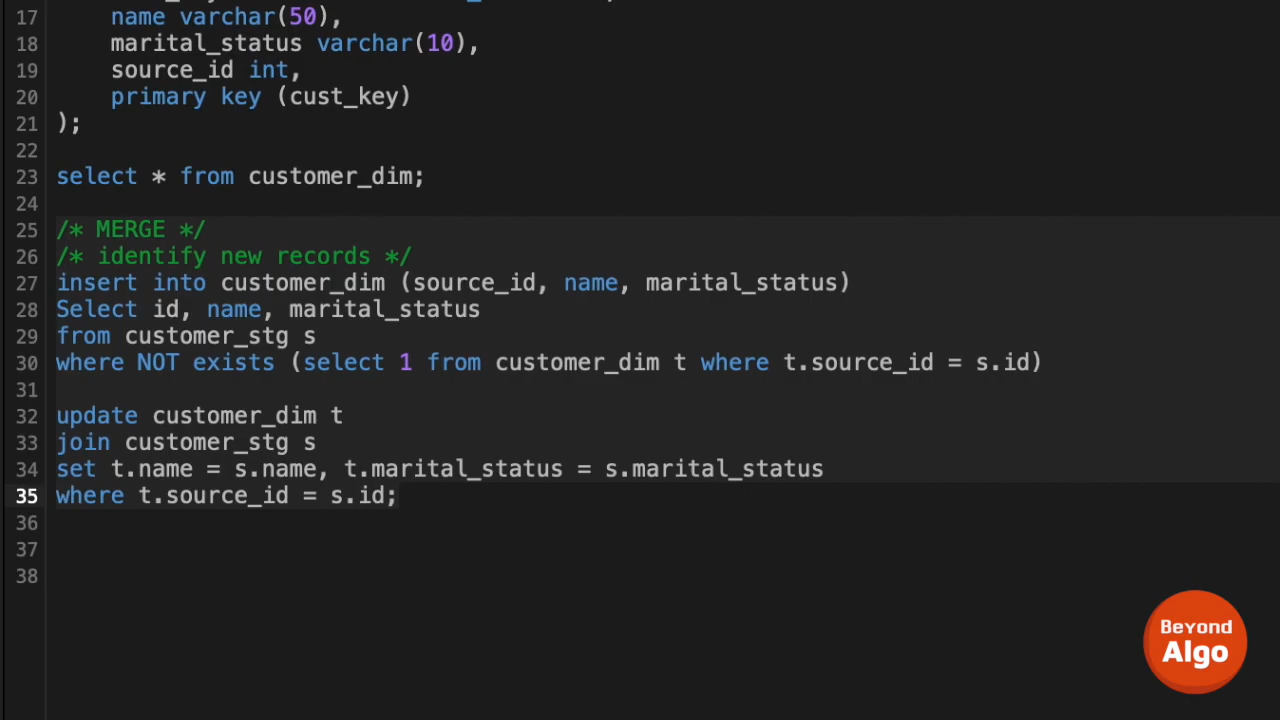 17 name varchar(50),
18 marital_status varchar(10),
19 source_id int,
20 primary key (cust_key)
21 );
22
23 select * from customer_dim;
24
25 /* MERGE */
26 /* identify new records */
27 insert into customer_dim (source_id, name, marital_status)
28 Select id, name, marital_status
29 from customer_stg s
30 where NOT exists (select 1 from customer_dim t where t.source_id = s.id)
31
32 update customer_dim t
33 join customer_stg s
34 set t.name = s.name, t.marital_status = s.marital_status
35 where t.source_id = s.id;
36
37
38
Beyond
Algo